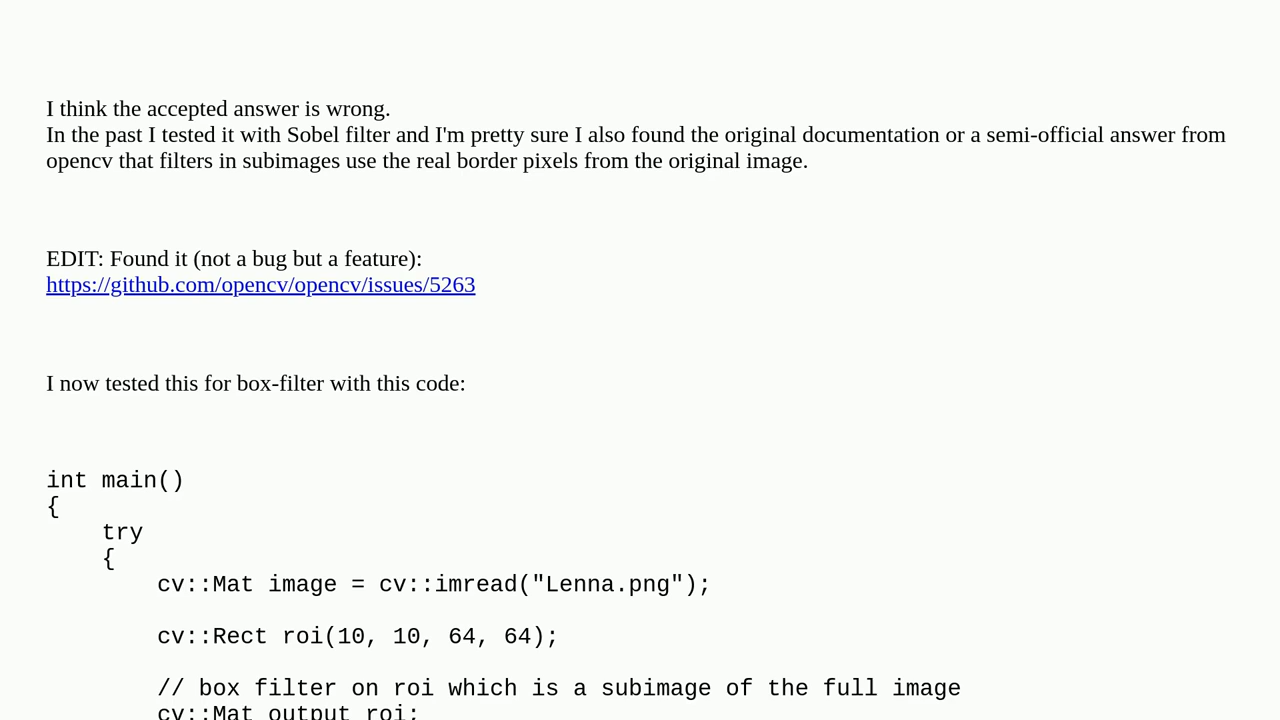 I think the accepted answer is wrong.
In the past I tested it with Sobel filter and I'm pretty sure I also found the original documentation or a semi-official answer from
opencv that filters in subimages use the real border pixels from the original image.
EDIT: Found it (not a bug but a feature):
https://github.com/opencv/opencv/issues/5263
I now tested this for box-filter with this code:
int main()
{
    try
    {
        cv::Mat image = cv::imread("Lenna.png");
        cv::Rect roi(10, 10, 64, 64);
        // box filter on roi which is a subimage of the full image
        cv::Mat output_roi;